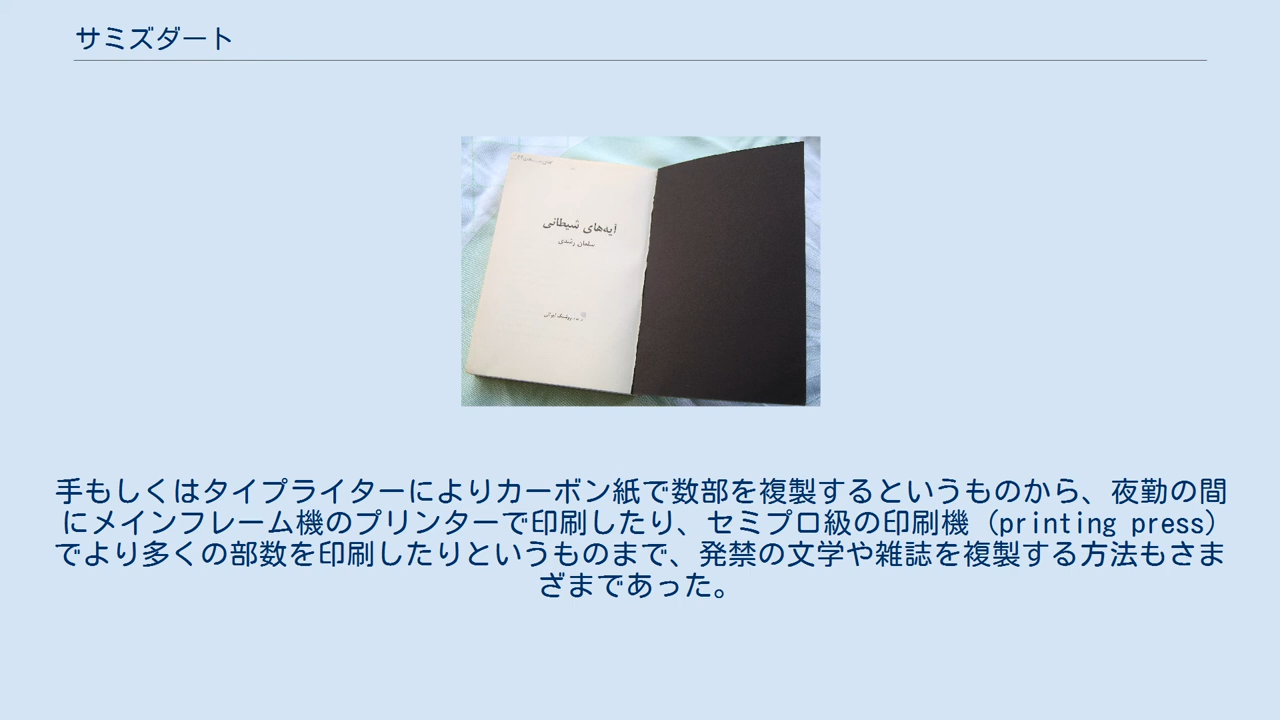 サミズダート
آیه‌های شیطانی
سلمان رشدی
手もしくはタイプライターによりカーボン紙で数部を複製するというものから、夜勤の間
にメインフレーム機のプリンターで印刷したり、セミプロ級の印刷機（printing press）
でより多くの部数を印刷したりというものまで、発禁の文学や雑誌を複製する方法もさま
ざまであった。